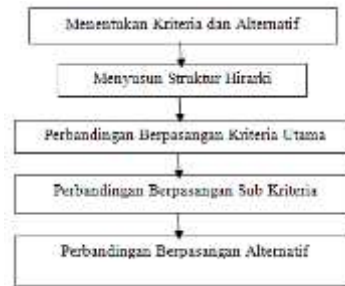 Menentukan Kriteria dan Alternatif
Menyusun Struktur Hirarki
Perbandingan Berpasangan Kriteria Utama
Perbandingan Berpasangan Sub Kriteria
Perbandingan Berpasangan Alternatif